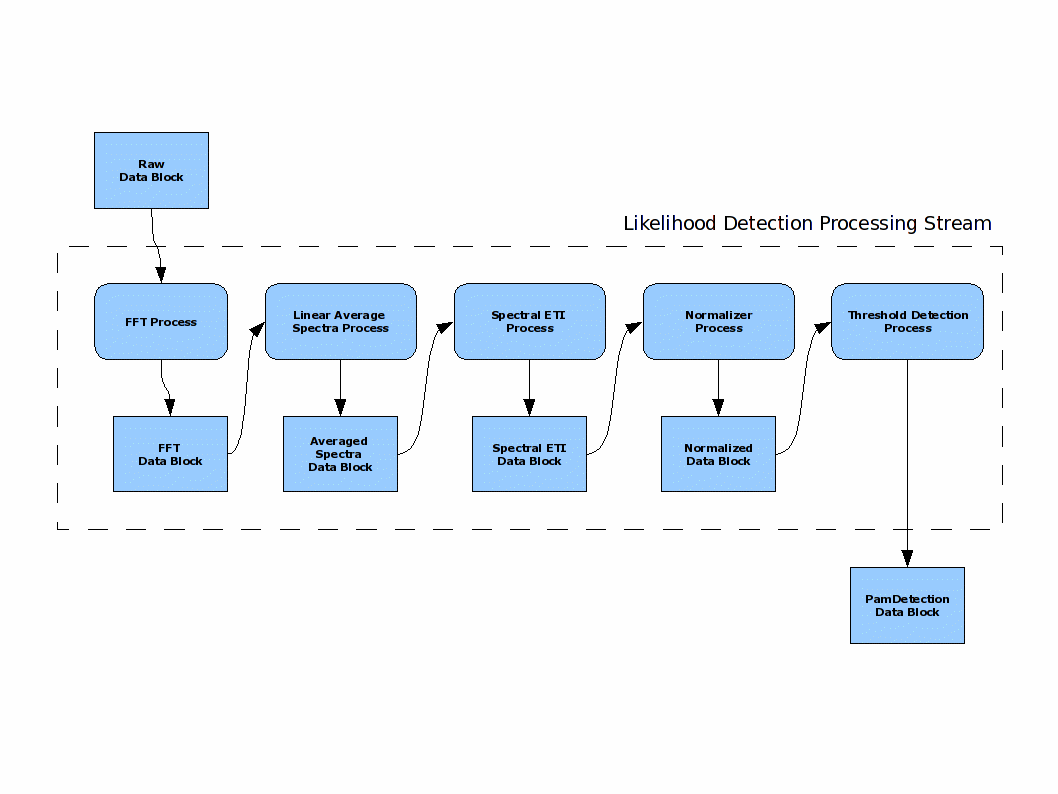 Raw
Data Block
Likelihood Detection Processing Stream
FFT Process
Linear Average
Spectra Process
Spectral ETI
Process
Normalizer
Process
Threshold Detection
Process
FFT
Data Block
Averaged
Spectra
Data Block
Spectral ETI
Data Block
Normalized
Data Block
PamDetection
Data Block